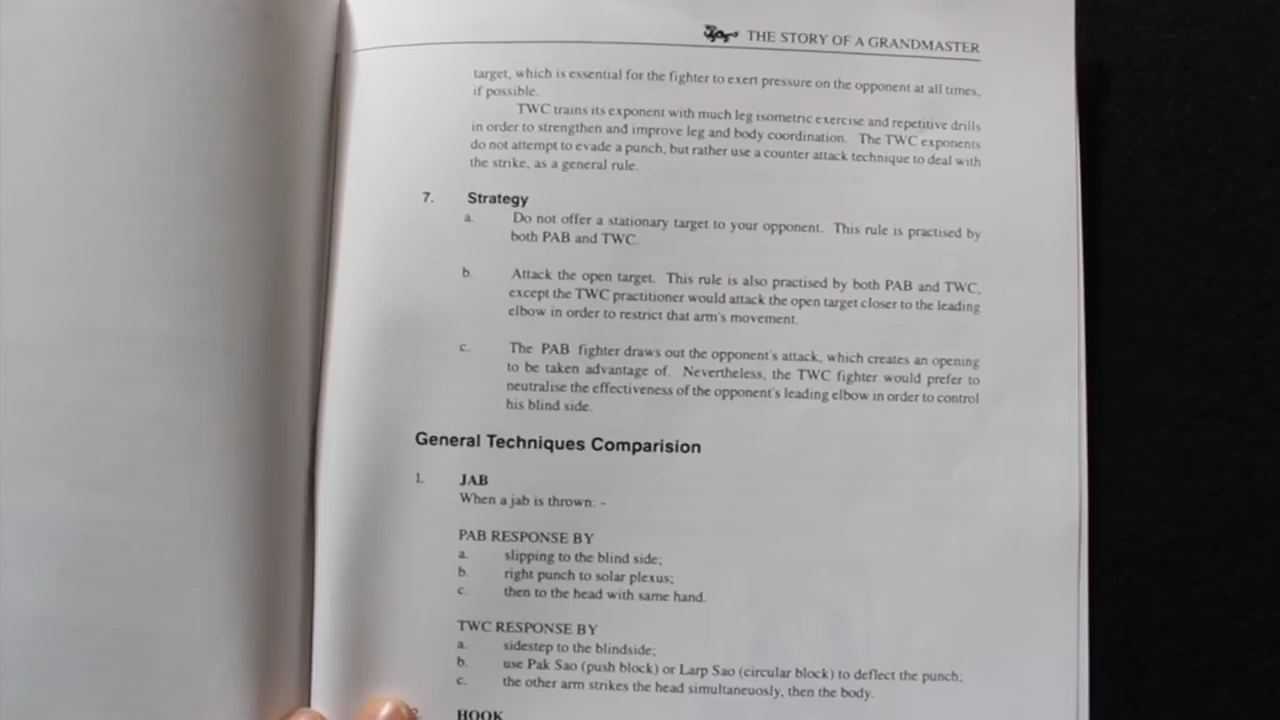 THE STORY OF A GRANDMASTER
target, which is essential for the fighter to exert pressure on the opponent at all times,
if possible.
TWC trains its exponent with much leg isometric exercise and repetitive drills
in order to strengthen and improve leg and body coordination. The TWC exponents
do not attempt to evade a punch, but rather use a counter attack technique to deal with
the strike, as a general rule.
7. Strategy
a. Do not offer a stationary target to your opponent. This rule is practised by
both PAB and TWC.
b. Attack the open target. This rule is also practised by both PAB and TWC,
except the TWC practitioner would attack the open target closer to the leading
elbow in order to restrict that arm's movement.
c. The PAB fighter draws out the opponent's attack, which creates an opening
to be taken advantage of. Nevertheless, the TWC fighter would prefer to
neutralise the effectiveness of the opponent's leading elbow in order to control
his blind side.
General Techniques Comparision
1. JAB
When a jab is thrown: -
PAB RESPONSE BY
a. slipping to the blind side;
b. right punch to solar plexus;
c. then to the head with same hand.
TWC RESPONSE BY
a. sidestep to the blindside;
b. use Pak Sao (push block) or Larp Sao (circular block) to deflect the punch;
c. the other arm strikes the head simultaneuosly, then the body.
2. HOOK